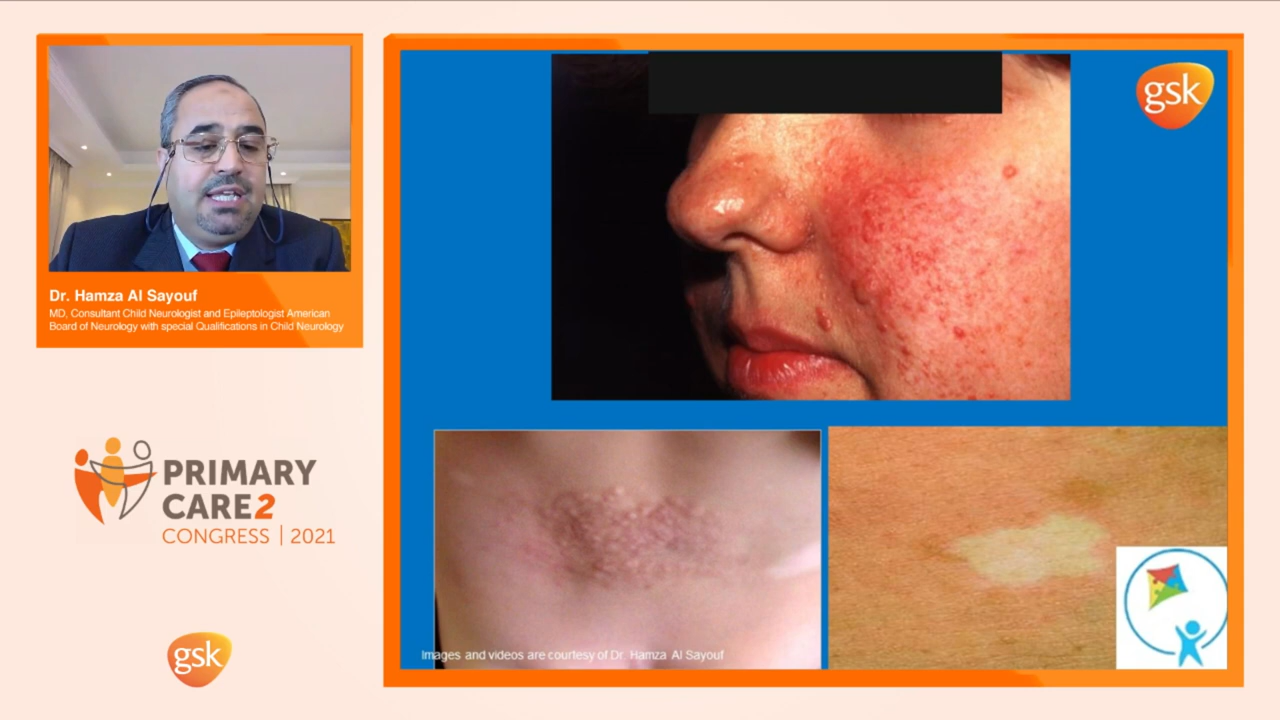 gsk
Dr. Hamza Al Sayouf
MD, Consultant Child Neurologist and Epileptologist American
Board of Neurology with special Qualifications in Child Neurology
PRIMARY
CARE2
CONGRESS | 2021
gsk
Images and videos are courtesy of Dr. Hamza Al Sayouf